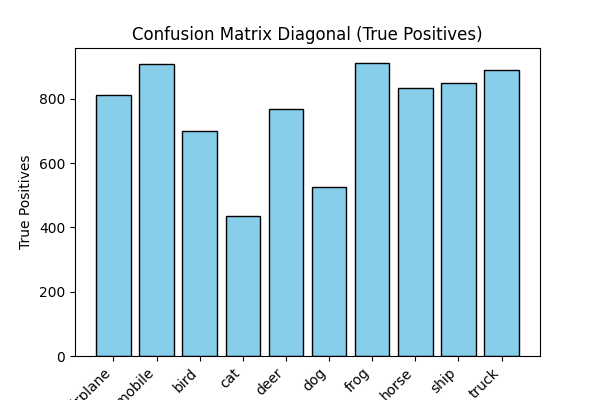 Confusion Matrix Diagonal (True Positives)
True Positives
800
600
400
200
0
rplane
mobile
bird
cat
deer
dog
frog
horse
ship
truck